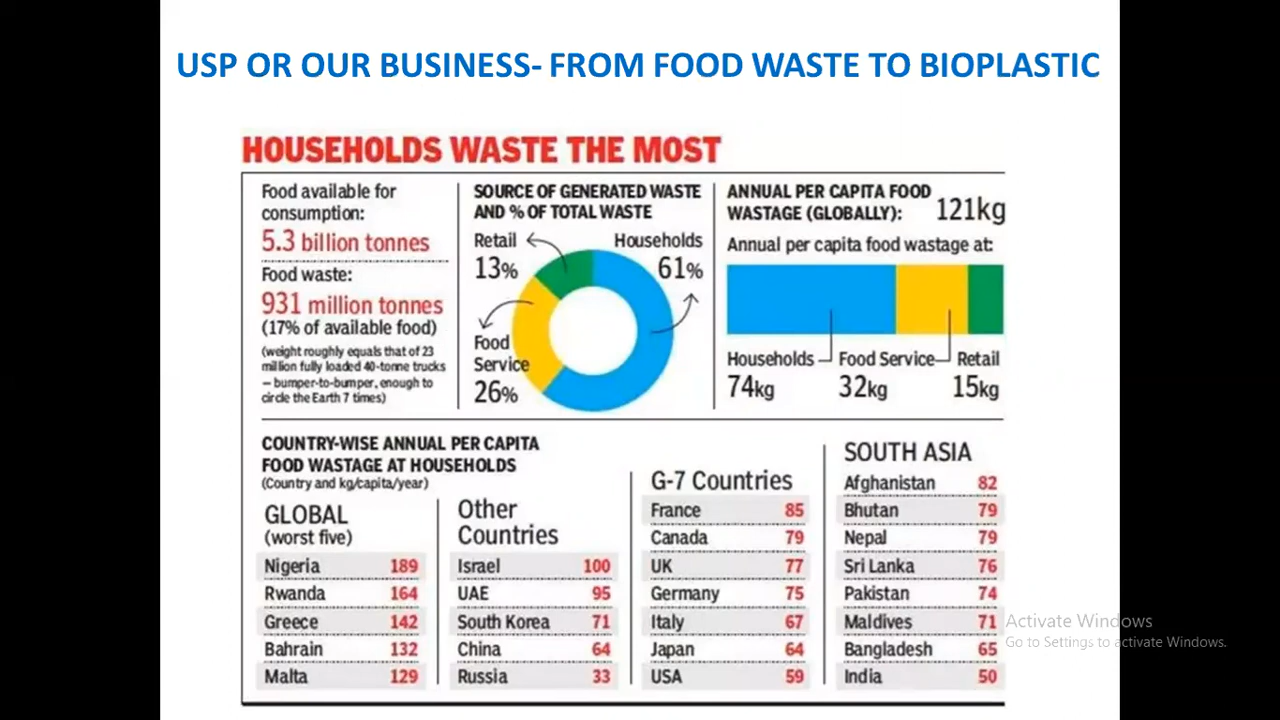 USP OR OUR BUSINESS- FROM FOOD WASTE TO BIOPLASTIC
HOUSEHOLDS WASTE THE MOST
Food available for
consumption:
5.3 billion tonnes
Food waste:
931 million tonnes
(17% of available food)
(weight roughly equals that of 23
million fully loaded 40-tonne trucks
– bumper-to-bumper, enough to
circle the Earth 7 times)
SOURCE OF GENERATED WASTE
AND % OF TOTAL WASTE
Retail
13%
Households
61%
Food
Service
26%
ANNUAL PER CAPITA FOOD
WASTAGE (GLOBALLY): 121kg
Annual per capita food wastage at:
Households
74kg
Food Service
32kg
Retail
15kg
COUNTRY-WISE ANNUAL PER CAPITA
FOOD WASTAGE AT HOUSEHOLDS
(Country and kg/capita/year)
GLOBAL
(worst five)
Nigeria 189
Rwanda 164
Greece 142
Bahrain 132
Malta 129
Other
Countries
Israel 100
UAE 95
South Korea 71
China 64
Russia 33
G-7 Countries
France 85
Canada 79
UK 77
Germany 75
Italy 67
Japan 64
USA 59
SOUTH ASIA
Afghanistan 82
Bhutan 79
Nepal 79
Sri Lanka 76
Pakistan 74
Maldives 71
Bangladesh 65
India 50
Activate Windows
Go to Settings to activate Windows.